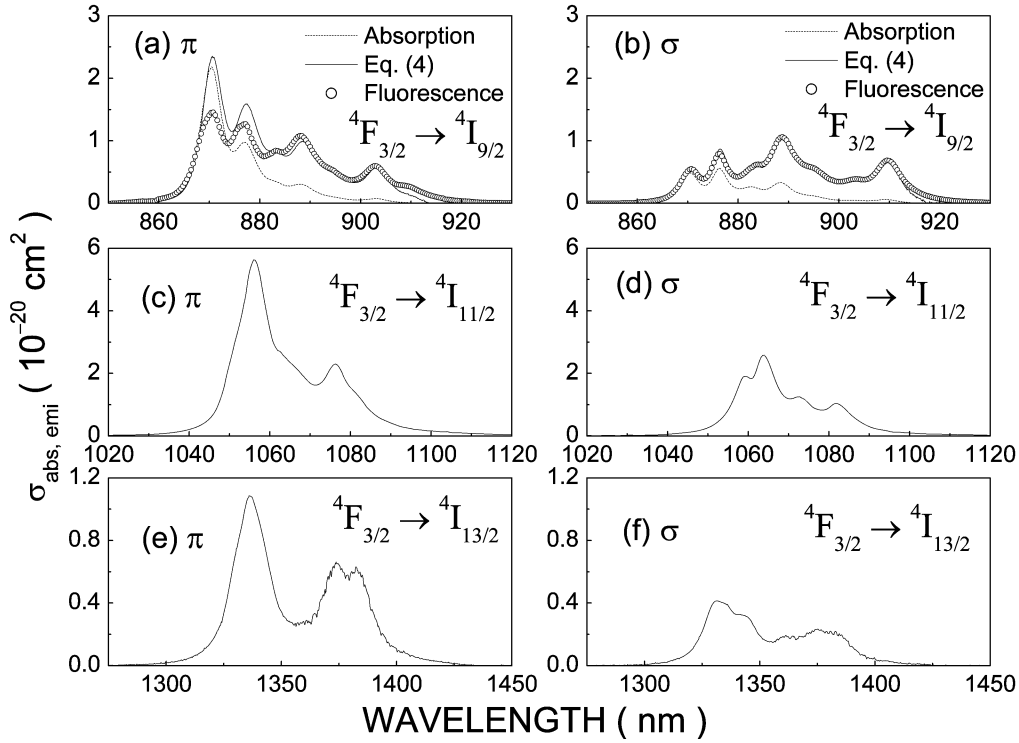 σabs, emi ( 10−20 cm2 )
3
2
1
0
(a) π
Absorption
Eq. (4)
Fluorescence
4F3/2 → 4I9/2
860 880 900 920
3
2
1
0
(b) σ
Absorption
Eq. (4)
Fluorescence
4F3/2 → 4I9/2
860 880 900 920
6
4
2
0
(c) π
4F3/2 → 4I11/2
1020 1040 1060 1080 1100 1120
6
4
2
0
(d) σ
4F3/2 → 4I11/2
1020 1040 1060 1080 1100 1120
1.2
0.8
0.4
0.0
(e) π
4F3/2 → 4I13/2
1300 1350 1400 1450
1.2
0.8
0.4
0.0
(f) σ
4F3/2 → 4I13/2
1300 1350 1400 1450
WAVELENGTH ( nm )